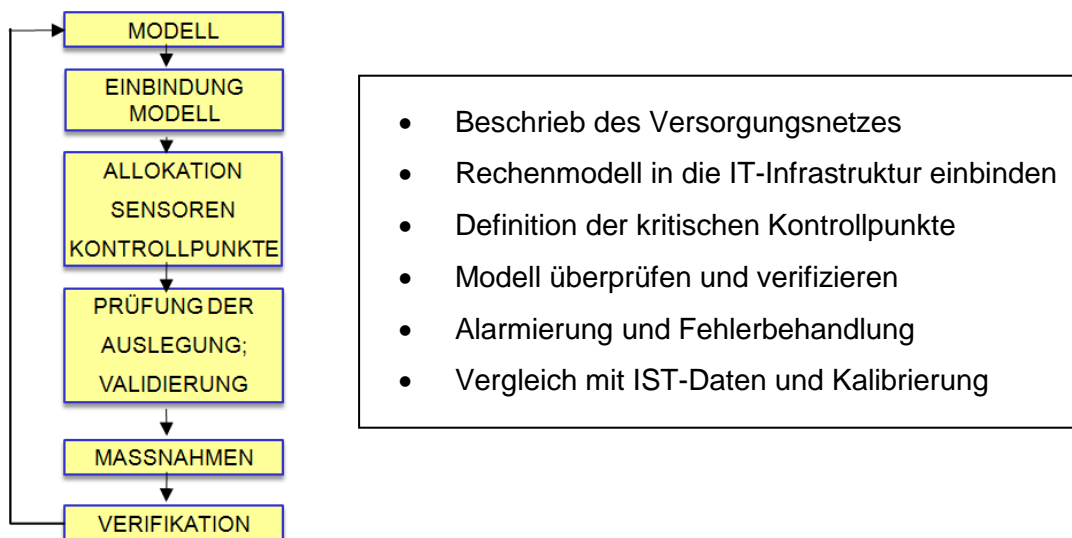 MODELL
EINBINDUNG
MODELL
ALLOKATION
SENSOREN
KONTROLLPUNKTE
PRÜFUNG DER
AUSLEGUNG;
VALIDIERUNG
MASSNAHMEN
VERIFIKATION
• Beschrieb des Versorgungsnetzes
• Rechenmodell in die IT-Infrastruktur einbinden
• Definition der kritischen Kontrollpunkte
• Modell überprüfen und verifizieren
• Alarmierung und Fehlerbehandlung
• Vergleich mit IST-Daten und Kalibrierung